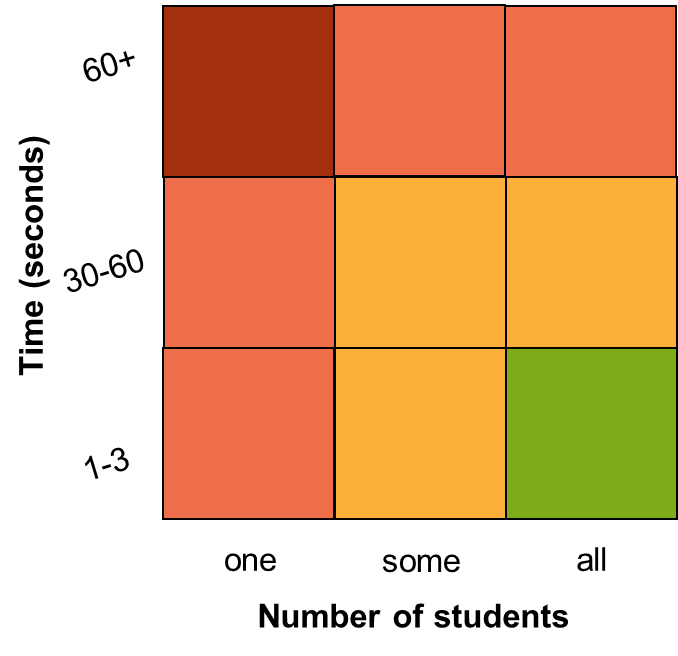 Time (seconds)
60+
30-60
1-3
one some all
Number of students